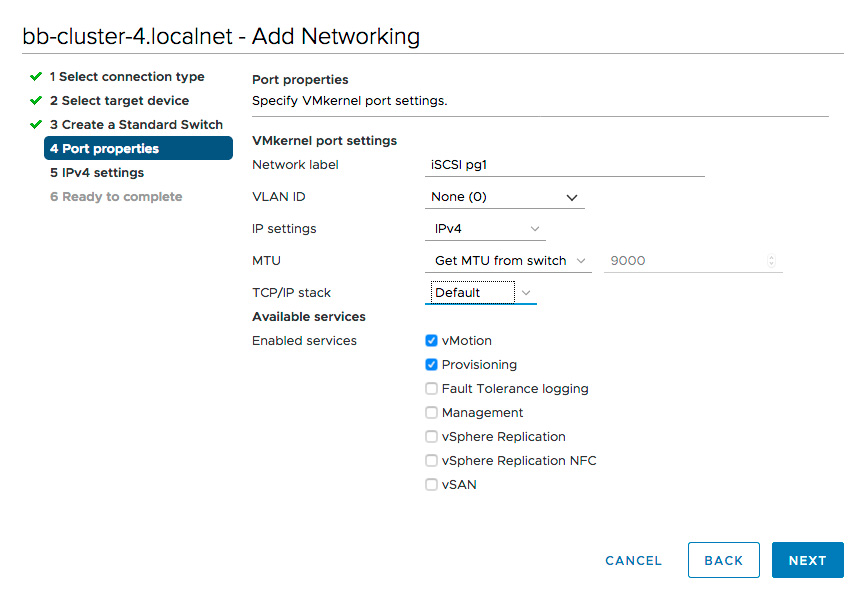 bb-cluster-4.localnet - Add Networking
1 Select connection type
2 Select target device
3 Create a Standard Switch
4 Port properties
5 IPv4 settings
6 Ready to complete
Port properties
Specify VMkernel port settings.
VMkernel port settings
Network label iSCSI pg1
VLAN ID None (0)
IP settings IPv4
MTU Get MTU from switch 9000
TCP/IP stack Default
Available services
Enabled services vMotion
Provisioning
Fault Tolerance logging
Management
vSphere Replication
vSphere Replication NFC
vSAN
CANCEL BACK NEXT